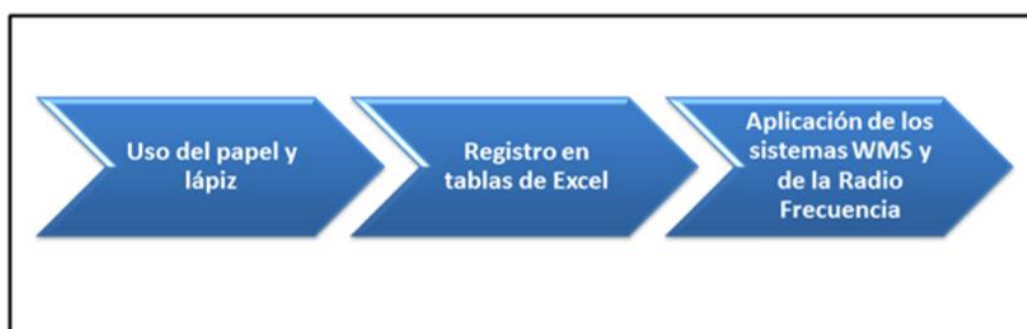 Uso del papel y
lápiz
Registro en
tablas de Excel
Aplicación de los
sistemas WMS y
de la Radio
Frecuencia